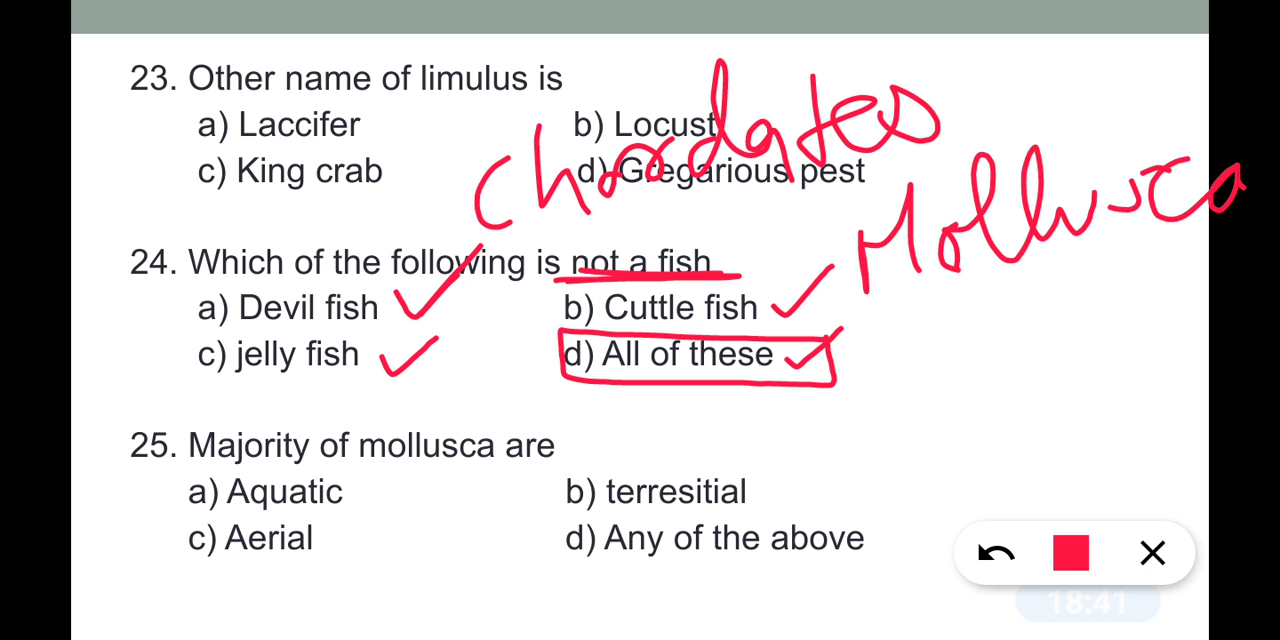 23. Other name of limulus is
a) Laccifer b) Locust
c) King crab d) Gregarious pest
Chordates
Mollusca
24. Which of the following is not a fish
a) Devil fish b) Cuttle fish
c) jelly fish d) All of these
25. Majority of mollusca are
a) Aquatic b) terresitial
c) Aerial d) Any of the above
18:41